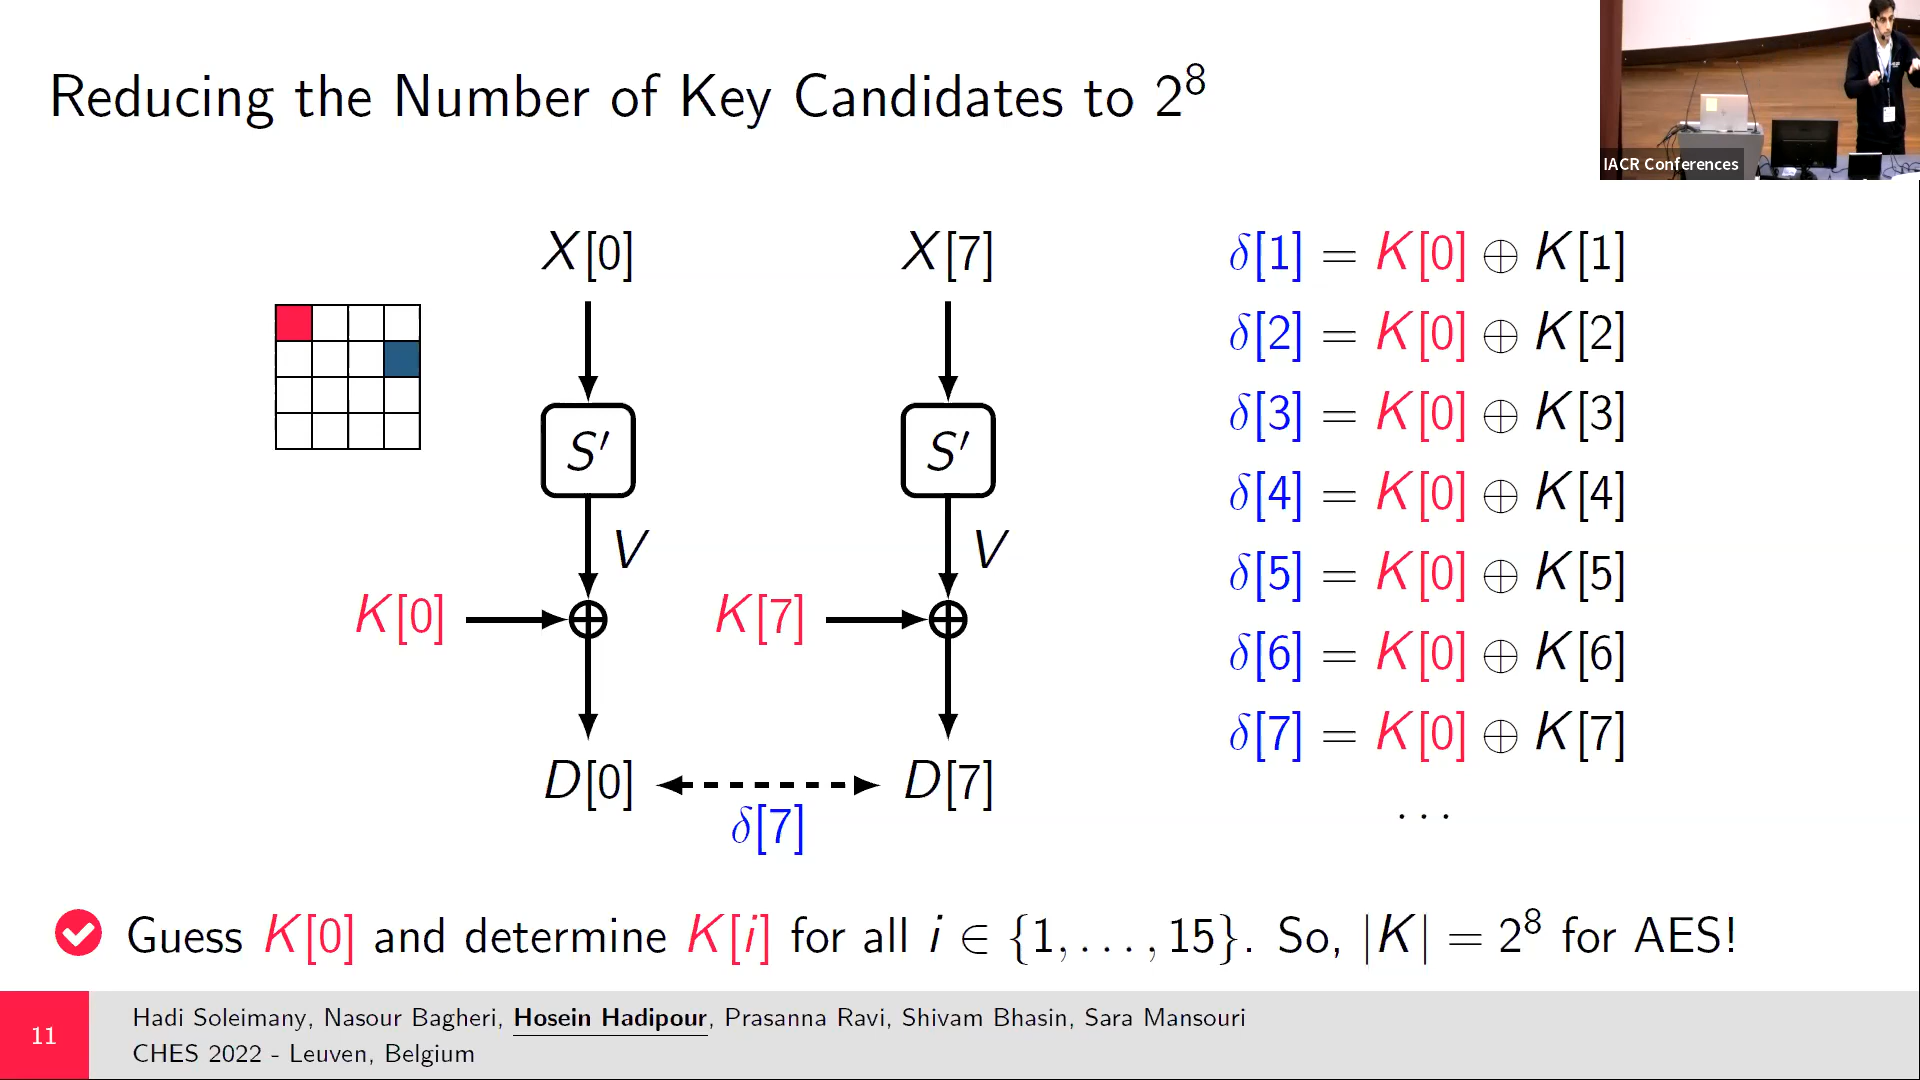 Reducing the Number of Key Candidates to 2⁸
IACR Conferences
X[0] X[7]
S′ S′
V V
K[0] K[7]
D[0] D[7]
δ[7]
δ[1] = K[0] ⊕ K[1]
δ[2] = K[0] ⊕ K[2]
δ[3] = K[0] ⊕ K[3]
δ[4] = K[0] ⊕ K[4]
δ[5] = K[0] ⊕ K[5]
δ[6] = K[0] ⊕ K[6]
δ[7] = K[0] ⊕ K[7]
...
Guess K[0] and determine K[i] for all i ∈ {1, . . . , 15}. So, |K| = 2⁸ for AES!
11
Hadi Soleimany, Nasour Bagheri, Hosein Hadipour, Prasanna Ravi, Shivam Bhasin, Sara Mansouri
CHES 2022 - Leuven, Belgium